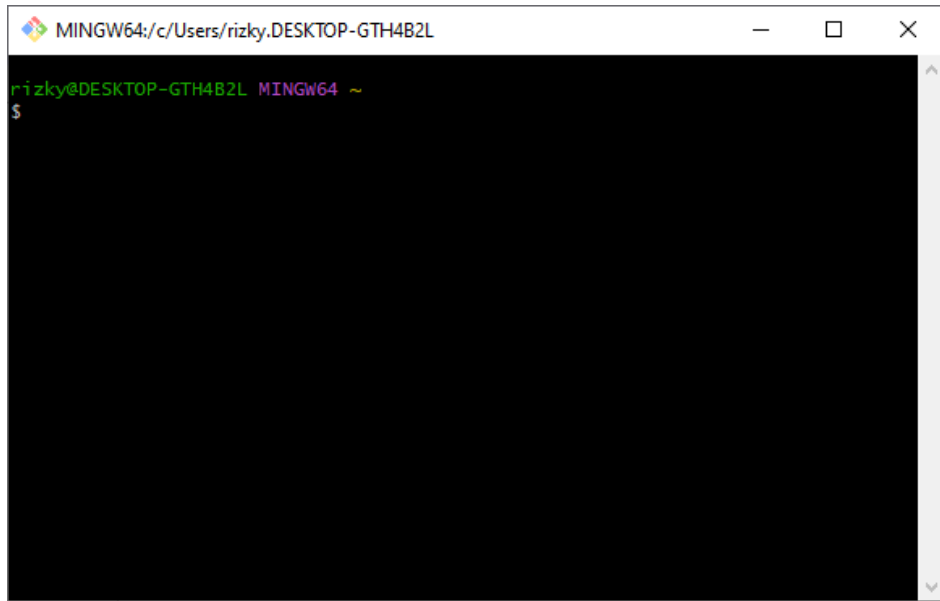 MINGW64:/c/Users/rizky.DESKTOP-GTH4B2L
rizky@DESKTOP-GTH4B2L MINGW64 ~
$